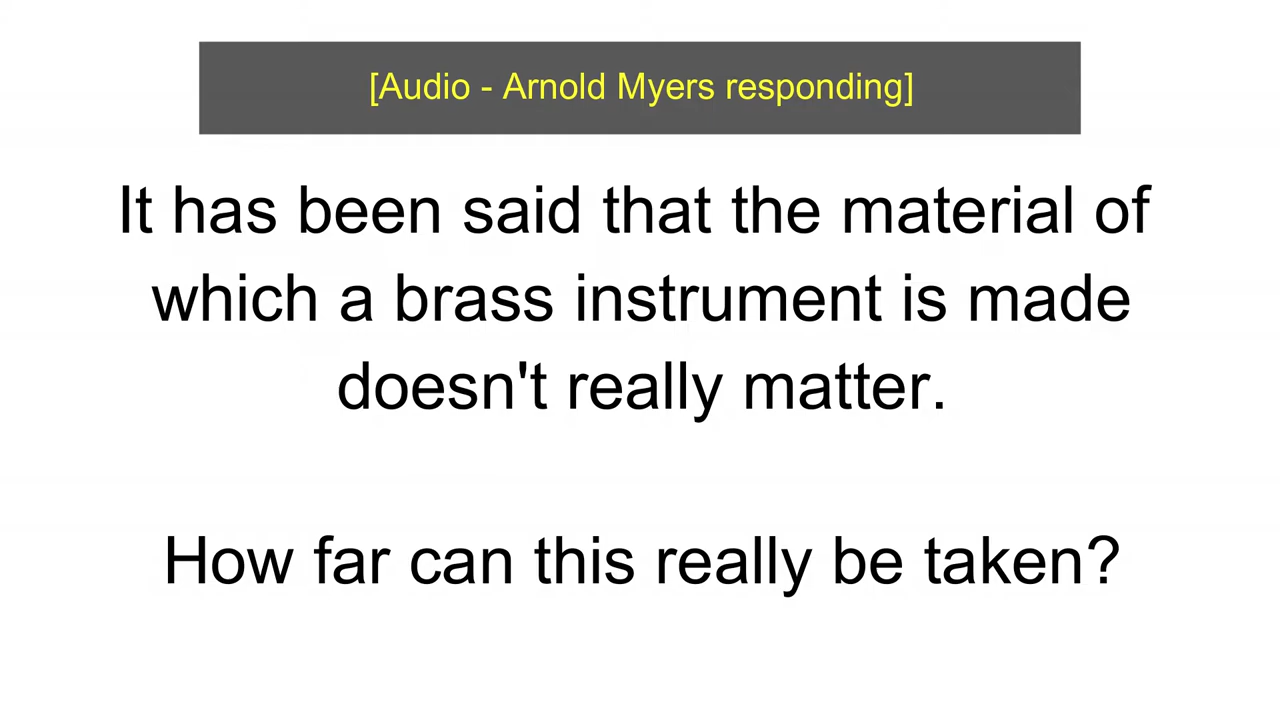 [Audio - Arnold Myers responding]
It has been said that the material of
which a brass instrument is made
doesn't really matter.
How far can this really be taken?